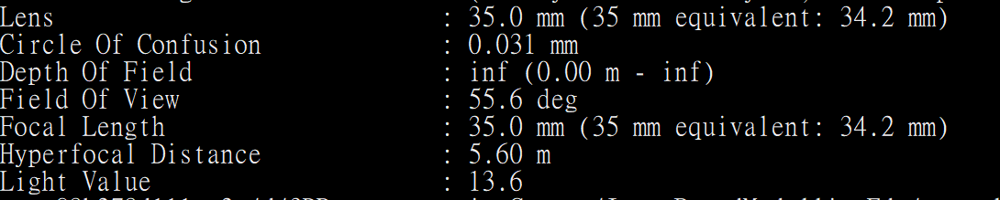 Lens : 35.0 mm (35 mm equivalent: 34.2 mm)
Circle Of Confusion : 0.031 mm
Depth Of Field : inf (0.00 m - inf)
Field Of View : 55.6 deg
Focal Length : 35.0 mm (35 mm equivalent: 34.2 mm)
Hyperfocal Distance : 5.60 m
Light Value : 13.6